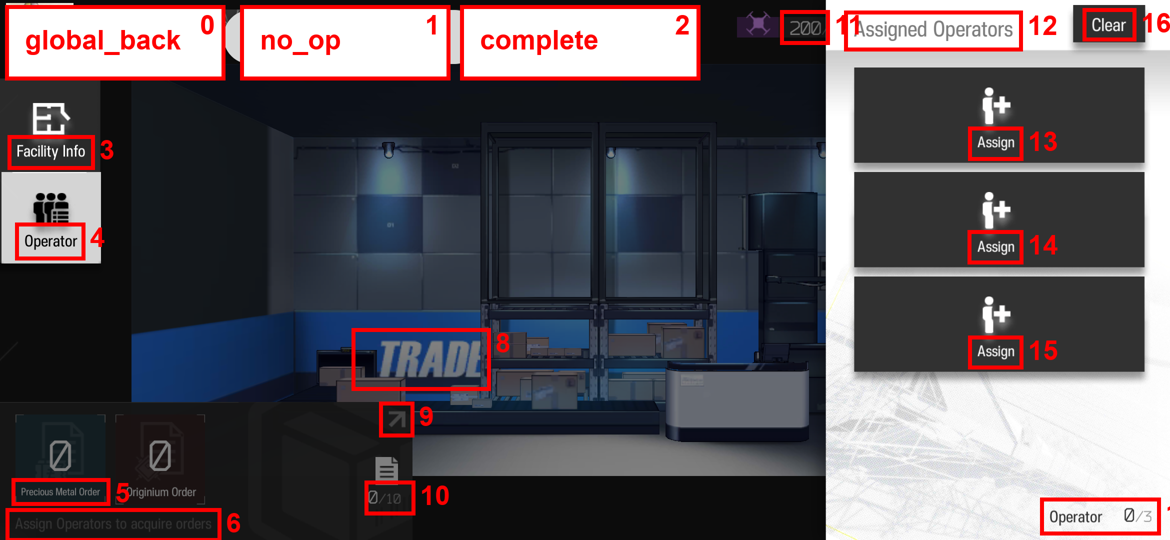 global_back 0
no_op 1
complete 2
200 11
Assigned Operators 12
Clear 16
Facility Info 3
Assign 13
Operator 4
Assign 14
TRADE 8
Assign 15
9
0 0
Precious Metal Order 5
Originium Order
0/10 10
Assign Operators to acquire orders 6
Operator 0/3